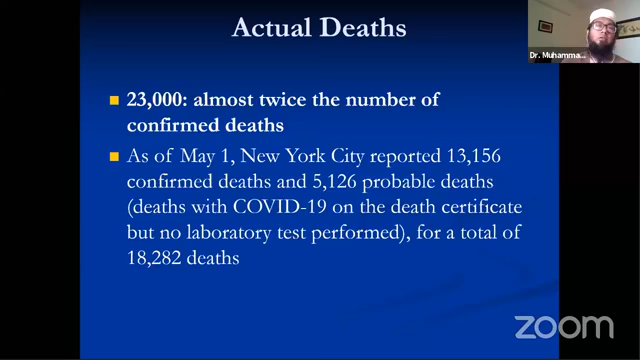 Actual Deaths
Dr. Muhamma...
23,000: almost twice the number of
confirmed deaths
As of May 1, New York City reported 13,156
confirmed deaths and 5,126 probable deaths
(deaths with COVID-19 on the death certificate
but no laboratory test performed), for a total of
18,282 deaths
zoom